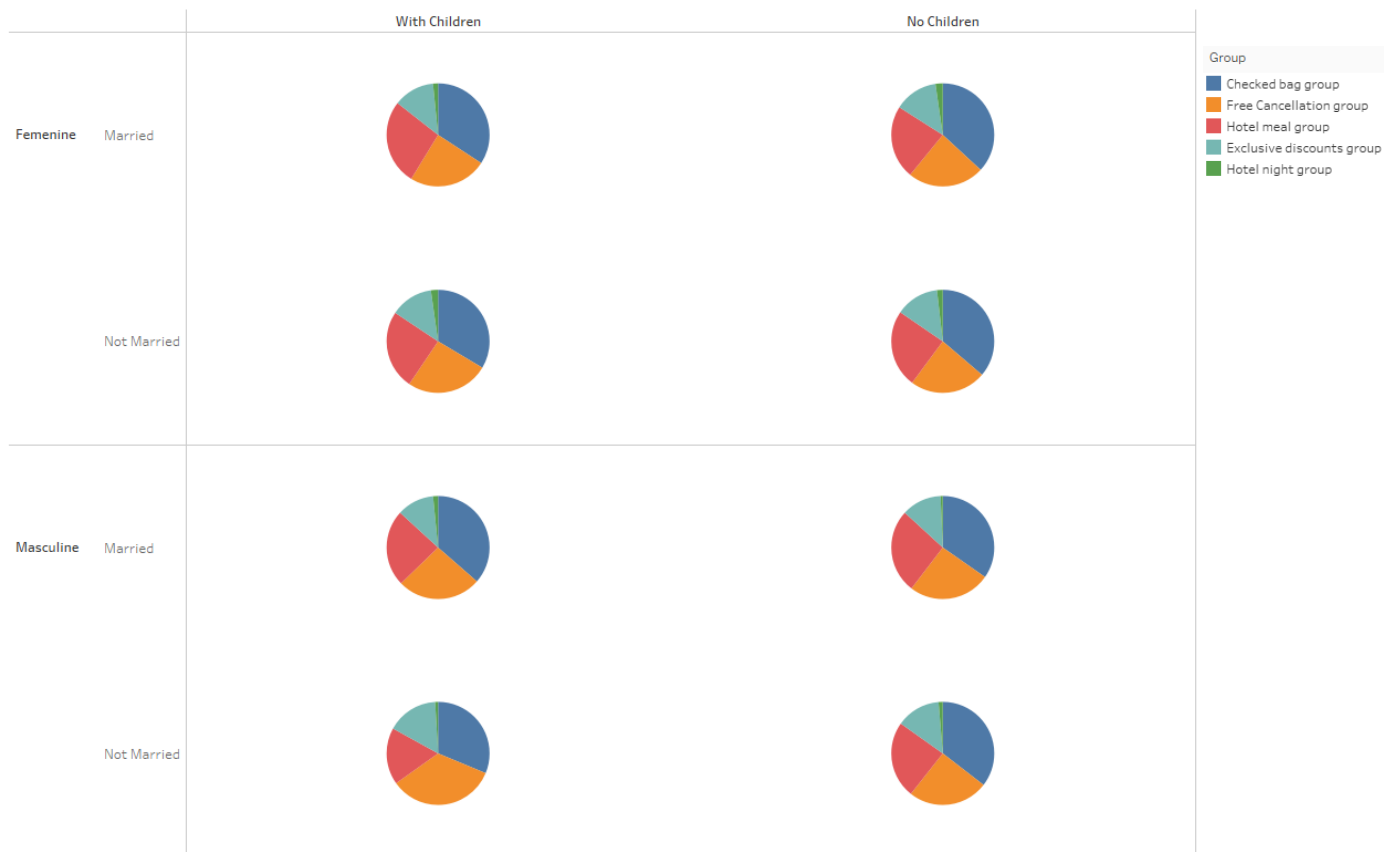 With Children No Children
Group
Checked bag group
Free Cancellation group
Hotel meal group
Exclusive discounts group
Hotel night group
Femenine Married
Not Married
Masculine Married
Not Married